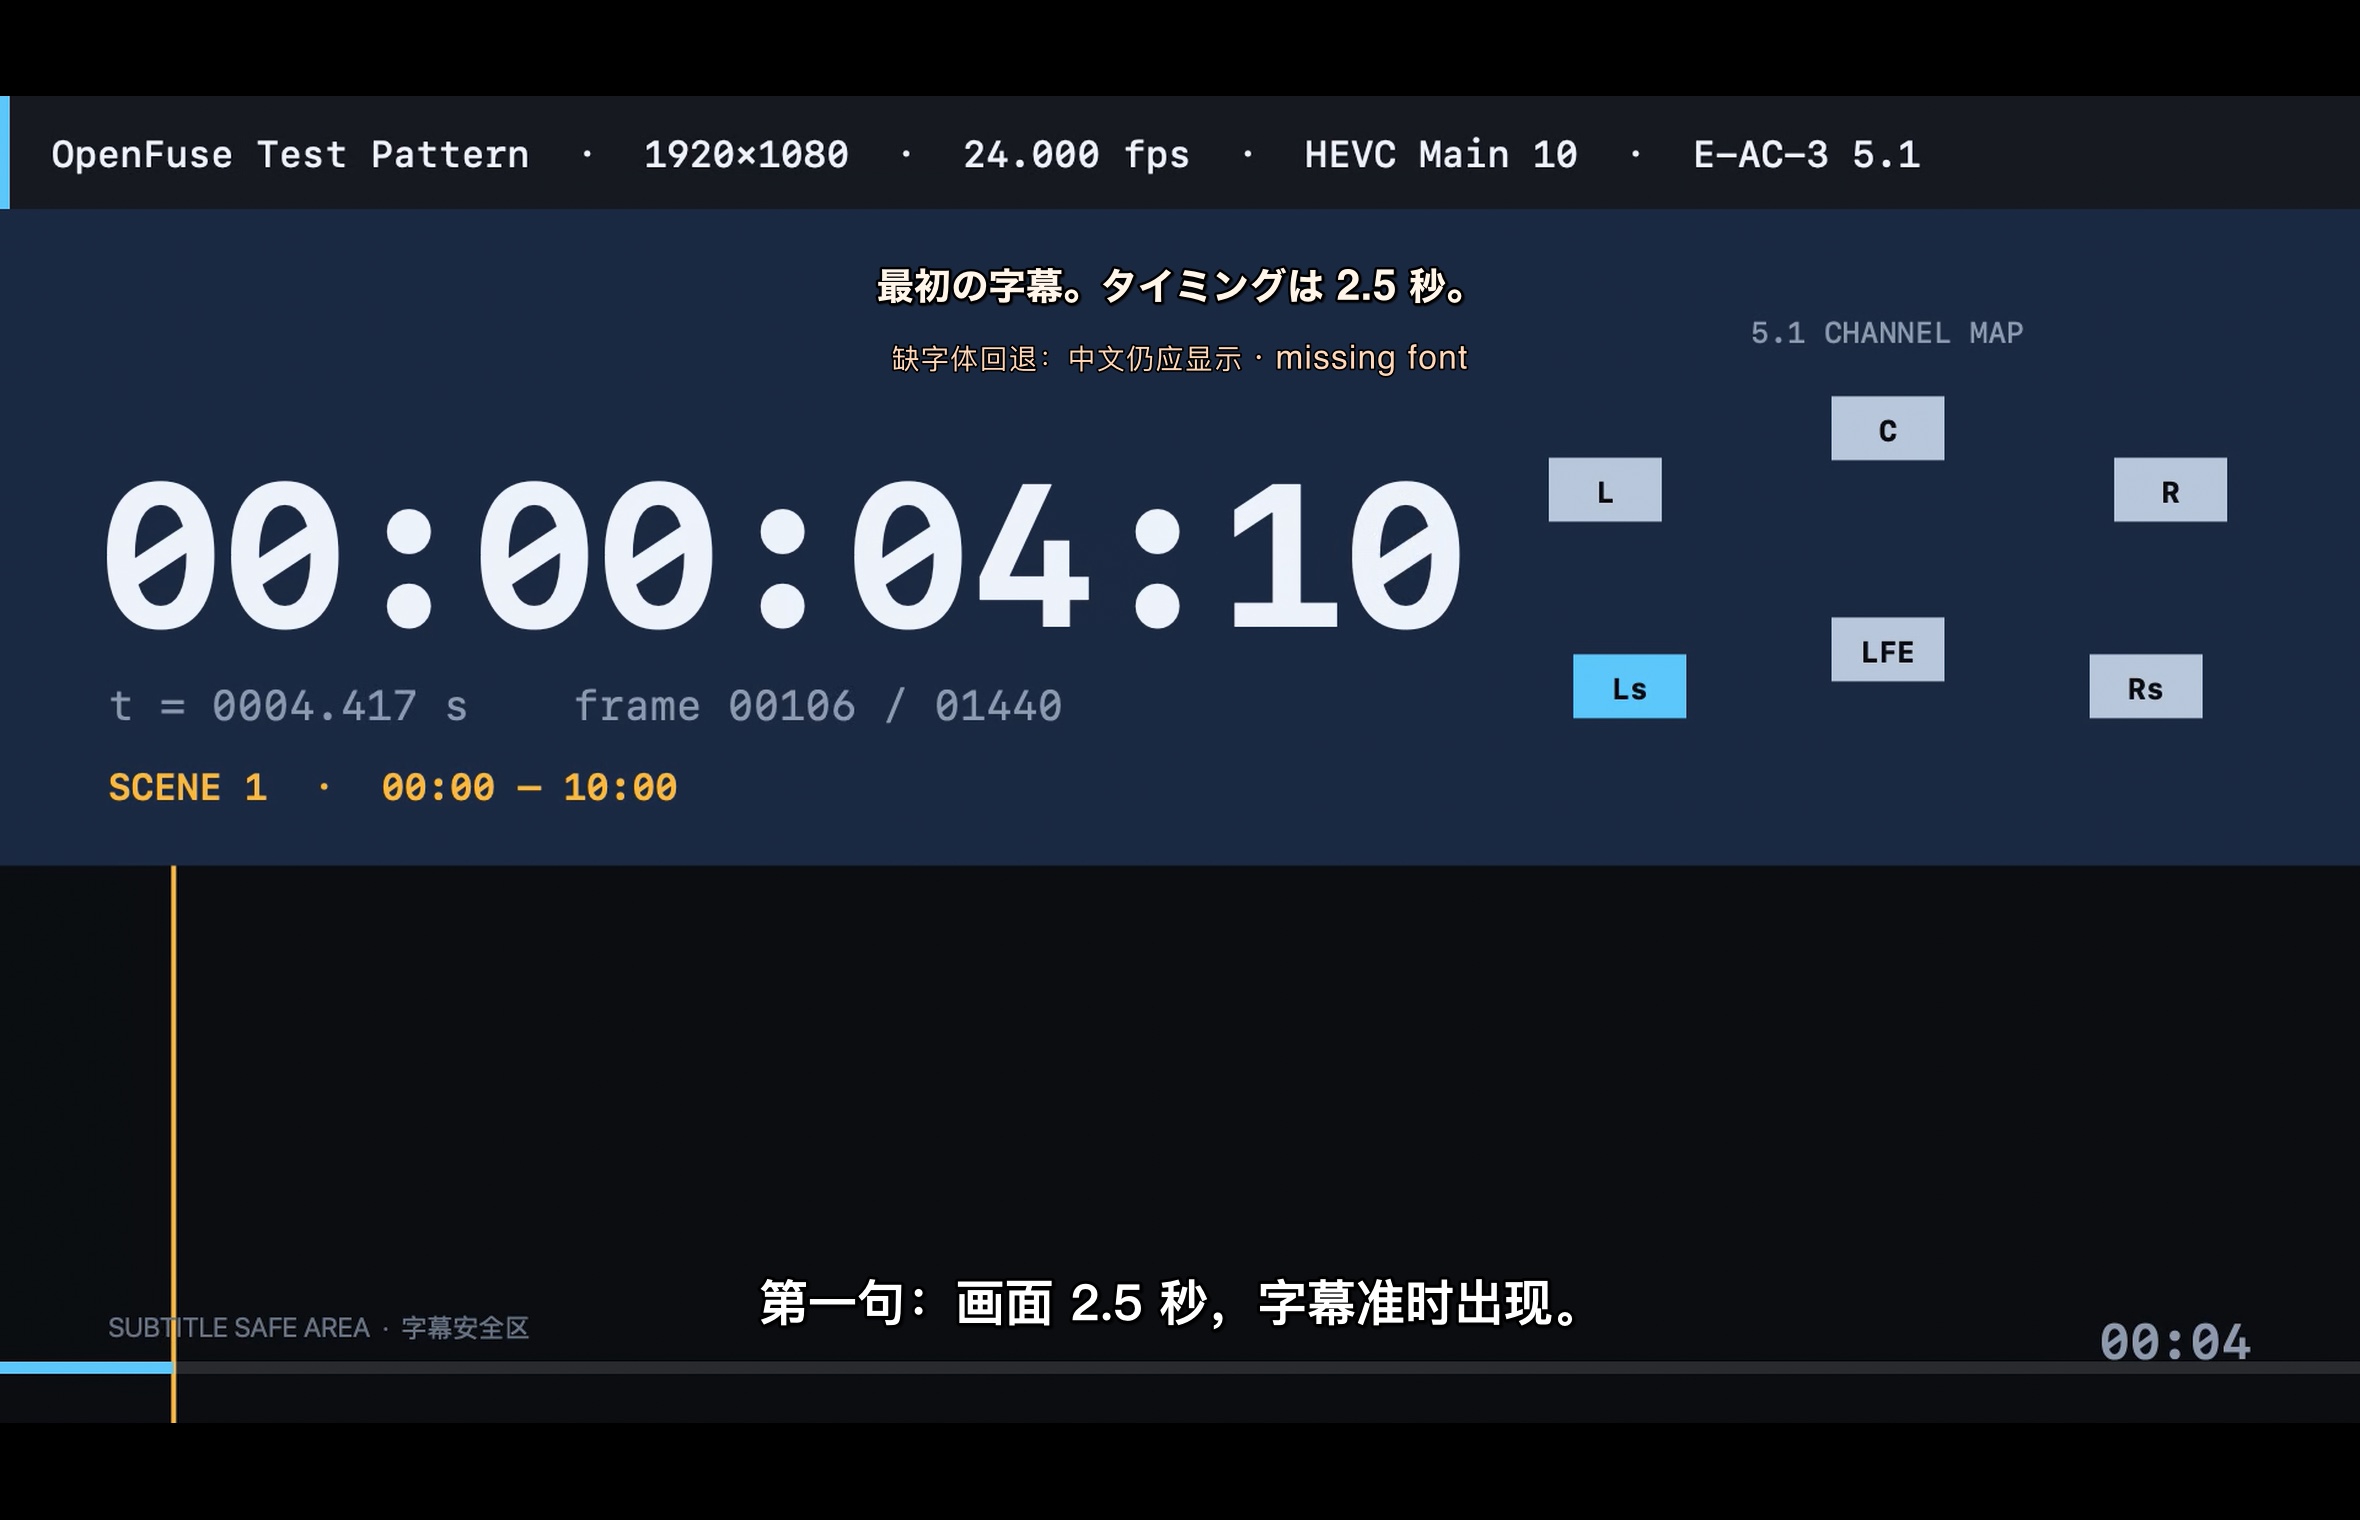 OpenFuse Test Pattern · 1920×1080 · 24.000 fps · HEVC Main 10 · E–AC–3 5.1
最初の字幕。タイミングは 2.5 秒。
缺字体回退：中文仍应显示 · missing font
5.1 CHANNEL MAP
C
L
R
00:00:04:10
LFE
Ls
Rs
t = 0004.417 s frame 00106 / 01440
SCENE 1 · 00:00 — 10:00
第一句：画面 2.5 秒，字幕准时出现。
SUBTITLE SAFE AREA · 字幕安全区
00:04